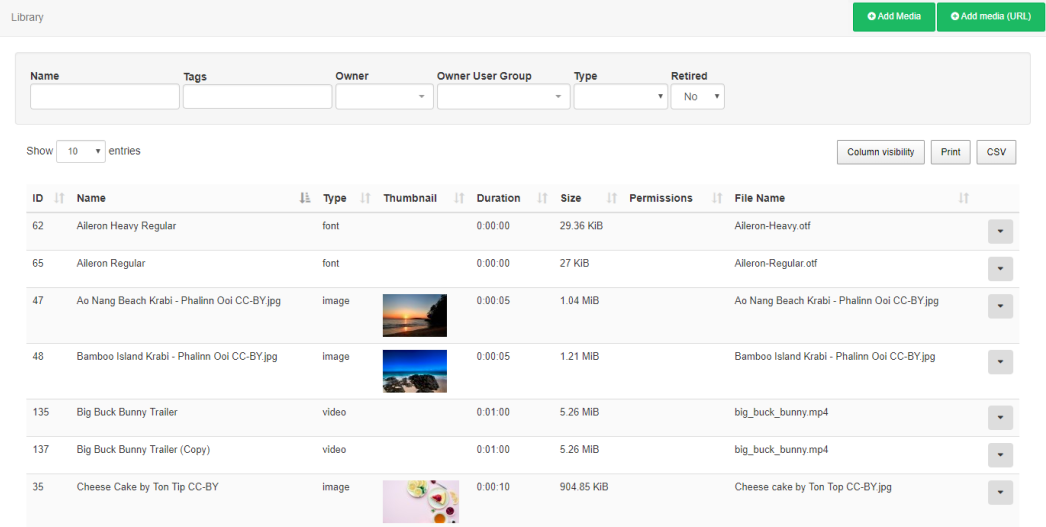 Library Add Media Add media (URL)
Name Tags Owner Owner User Group Type Retired
No
Show 10 entries Column visibility Print CSV
ID Name Type Thumbnail Duration Size Permissions File Name
62 Aileron Heavy Regular font 0:00:00 29.36 KiB Aileron-Heavy.otf
65 Aileron Regular font 0:00:00 27 KiB Aileron-Regular.otf
47 Ao Nang Beach Krabi - Phalinn Ooi CC-BY.jpg image 0:00:05 1.04 MiB Ao Nang Beach Krabi - Phalinn Ooi CC-BY.jpg
48 Bamboo Island Krabi - Phalinn Ooi CC-BY.jpg image 0:00:05 1.21 MiB Bamboo Island Krabi - Phalinn Ooi CC-BY.jpg
135 Big Buck Bunny Trailer video 0:01:00 5.26 MiB big_buck_bunny.mp4
137 Big Buck Bunny Trailer (Copy) video 0:01:00 5.26 MiB big_buck_bunny.mp4
35 Cheese Cake by Ton Tip CC-BY image 0:00:10 904.85 KiB Cheese cake by Ton Top CC-BY.jpg